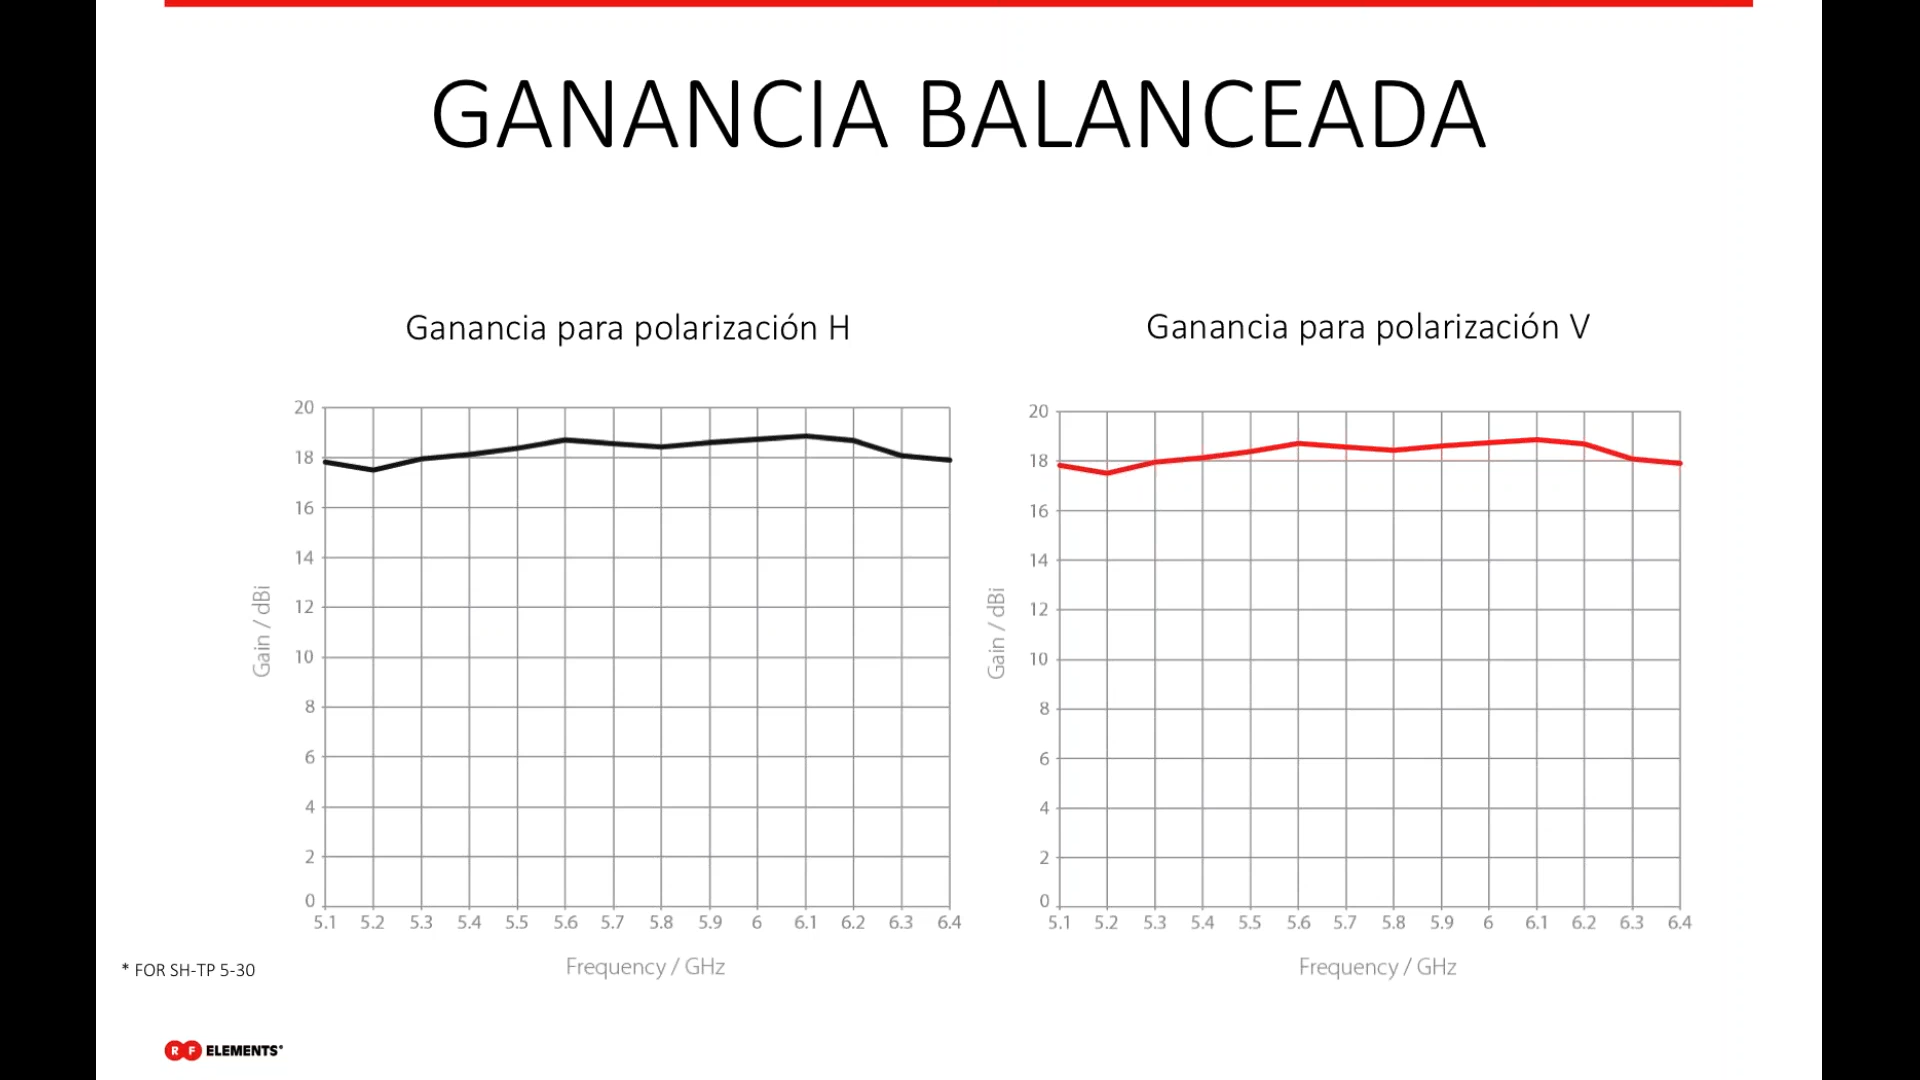 GANANCIA BALANCEADA
Ganancia para polarización H
Ganancia para polarización V
20
18
16
14
12
10
8
6
4
2
0
Gain / dBi
5.1 5.2 5.3 5.4 5.5 5.6 5.7 5.8 5.9 6 6.1 6.2 6.3 6.4
Frequency / GHz
20
18
16
14
12
10
8
6
4
2
0
Gain / dBi
5.1 5.2 5.3 5.4 5.5 5.6 5.7 5.8 5.9 6 6.1 6.2 6.3 6.4
Frequency / GHz
* FOR SH-TP 5-30
RF ELEMENTS